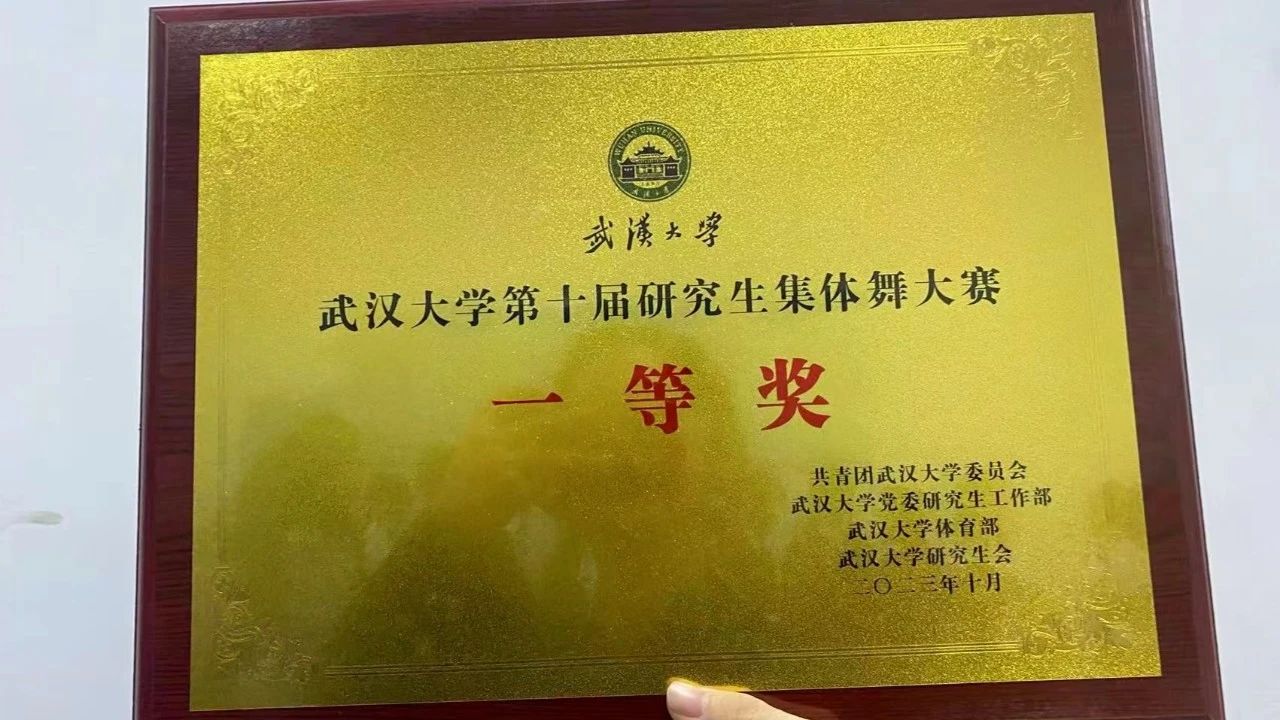 WUHAN UNIVERSITY
武漢大學
武汉大学第十届研究生集体舞大赛
一等奖
共青团武汉大学委员会
武汉大学党委研究生工作部
武汉大学体育部
武汉大学研究生会
二〇二三年十月